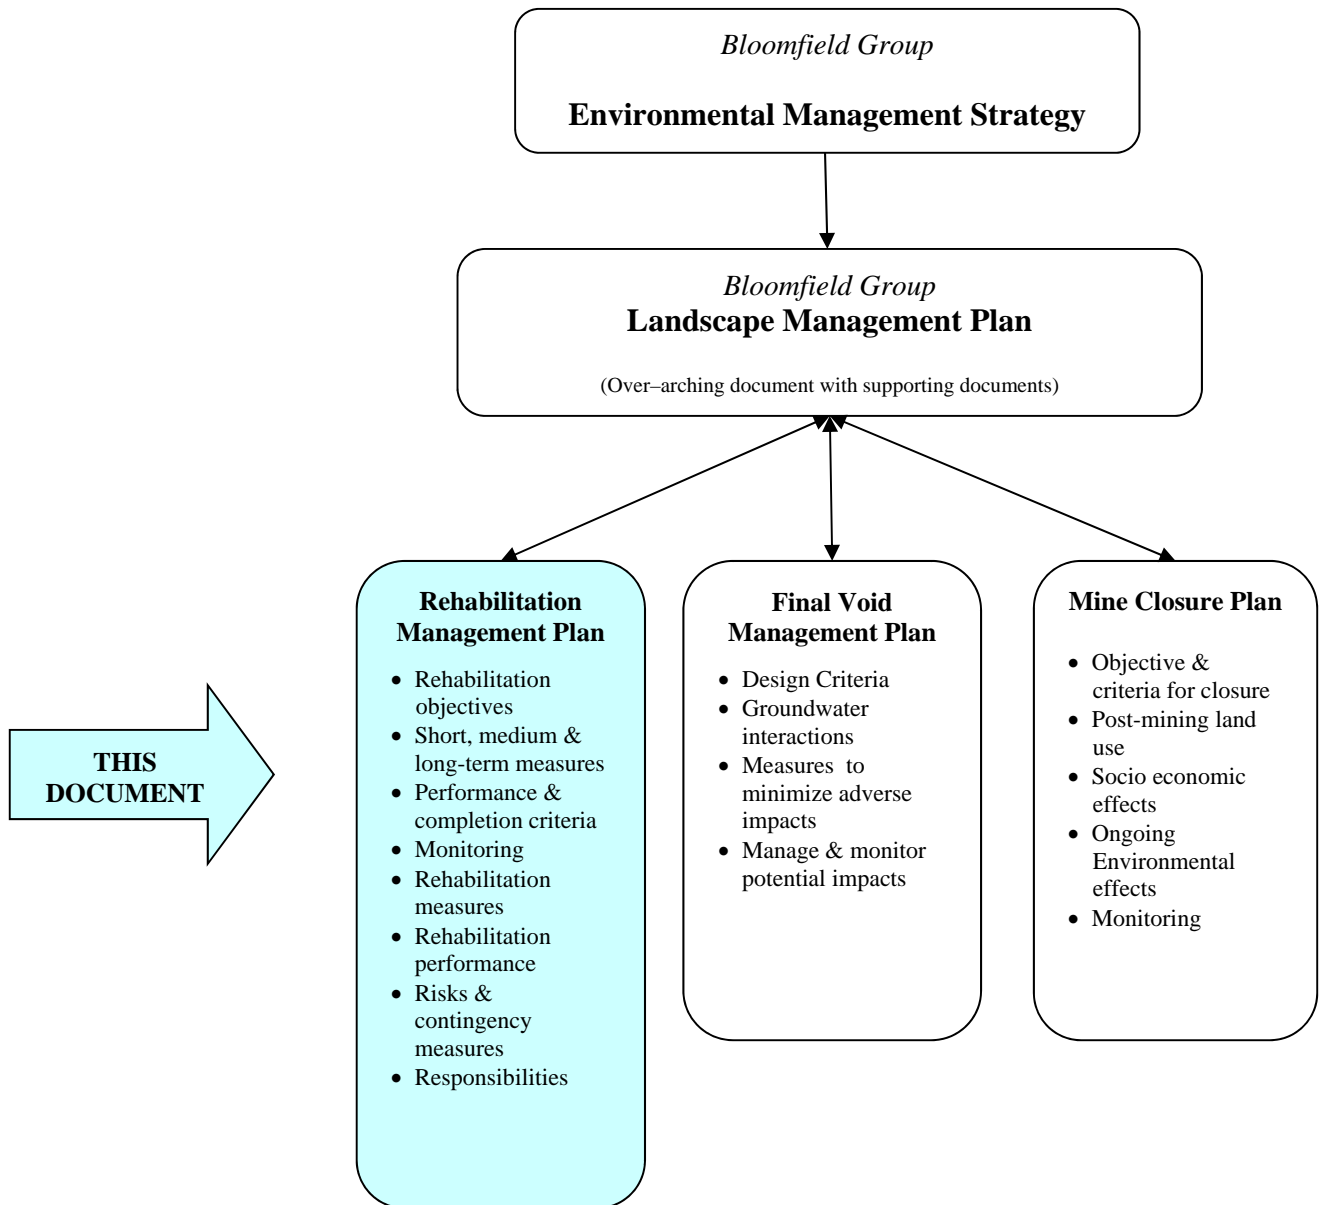 Bloomfield Group
Environmental Management Strategy
Bloomfield Group
Landscape Management Plan
(Over–arching document with supporting documents)
THIS
DOCUMENT
Rehabilitation
Management Plan
• Rehabilitation
objectives
• Short, medium &
long-term measures
• Performance &
completion criteria
• Monitoring
• Rehabilitation
measures
• Rehabilitation
performance
• Risks &
contingency
measures
• Responsibilities
Final Void
Management Plan
• Design Criteria
• Groundwater
interactions
• Measures to
minimize adverse
impacts
• Manage & monitor
potential impacts
Mine Closure Plan
• Objective &
criteria for closure
• Post-mining land
use
• Socio economic
effects
• Ongoing
Environmental
effects
• Monitoring